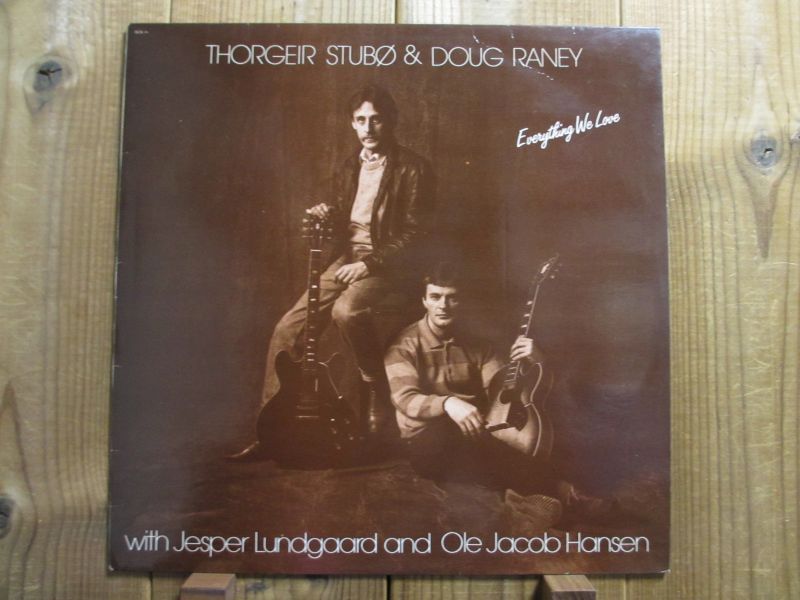 THORGEIR STUBØ & DOUG RANEY
Everything We Love
with Jesper Lundgaard and Ole Jacob Hansen